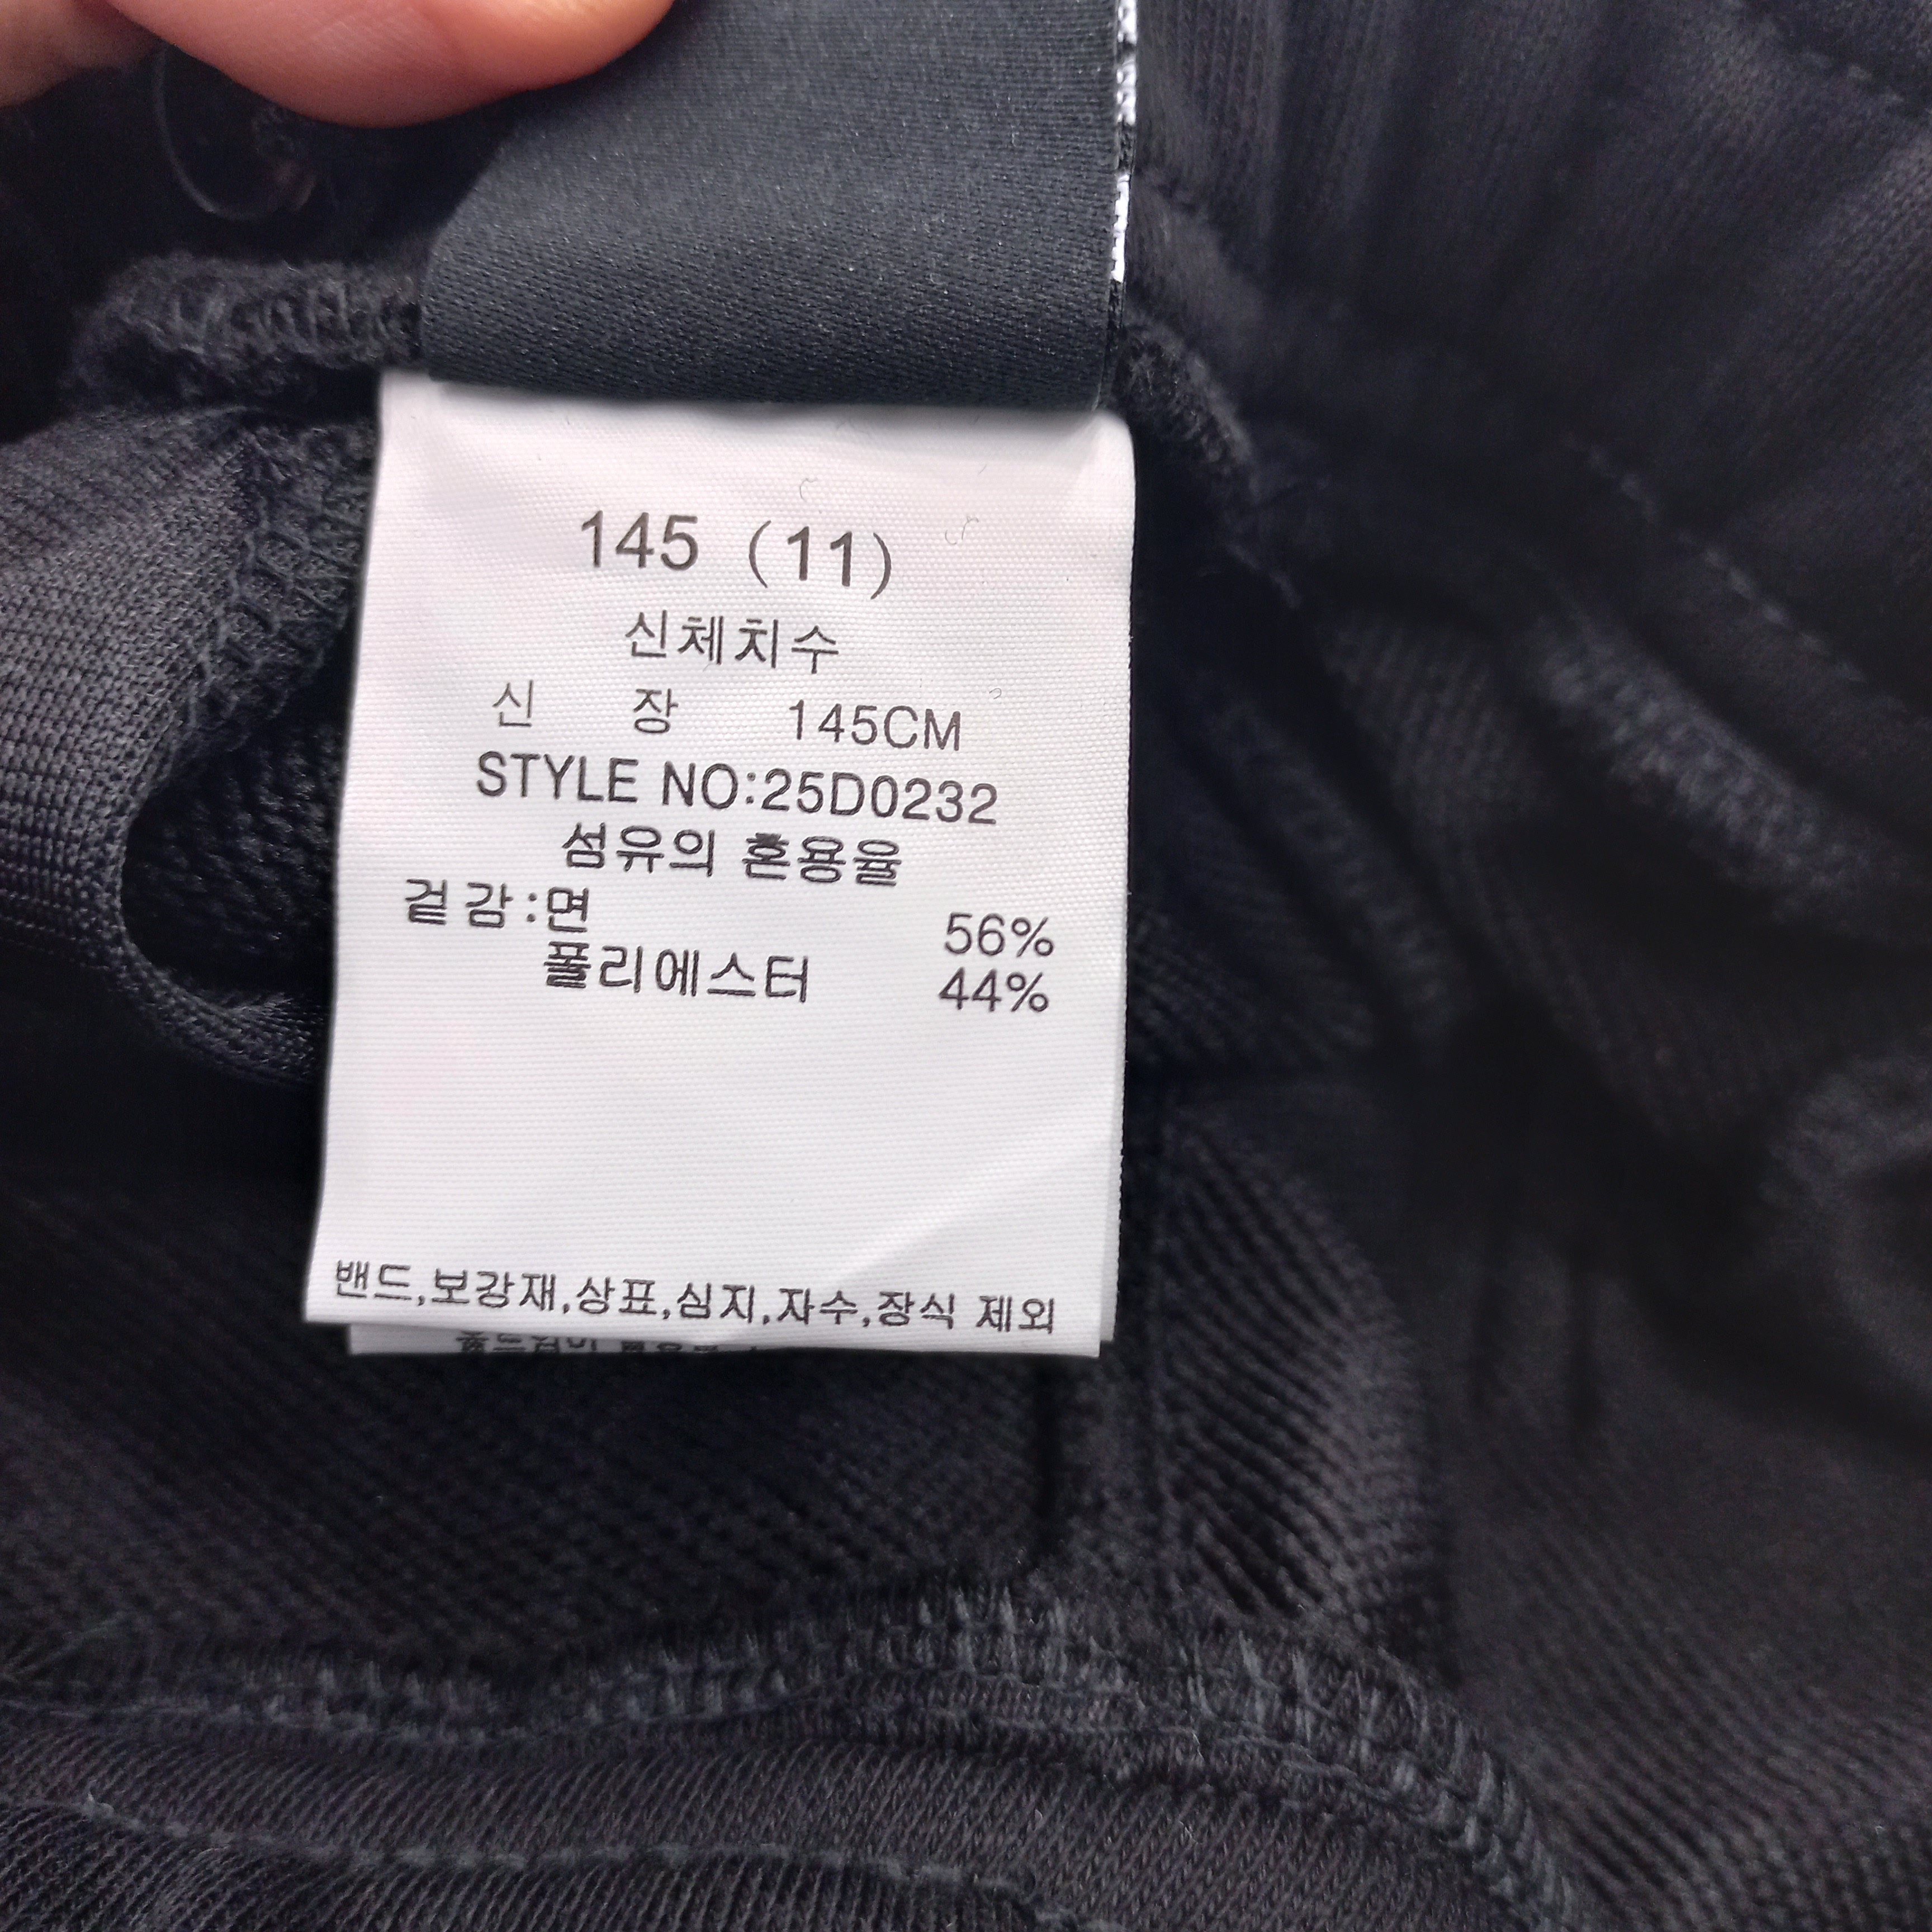 145 (11)
신체치수
신 장 145CM
STYLE NO:25D0232
섬유의 혼용율
겉감:면 56%
폴리에스터 44%
밴드,보강재,상표,심지,자수,장식 제외